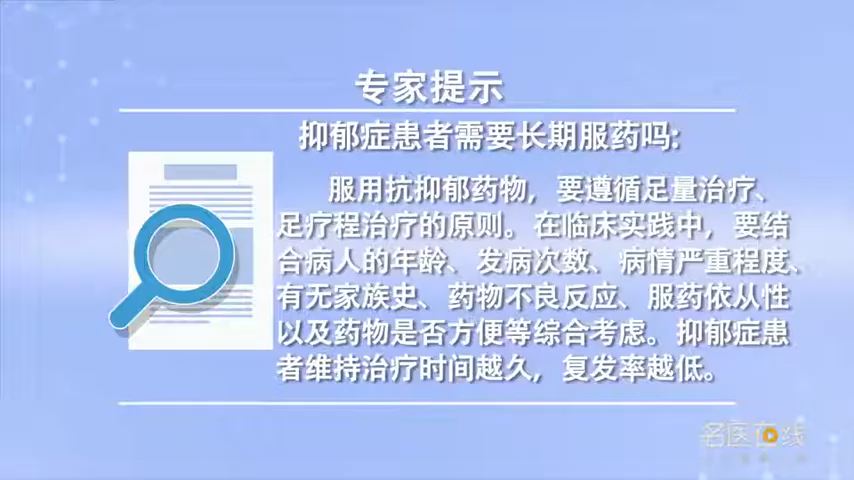 专家提示
抑郁症患者需要长期服药吗:
服用抗抑郁药物，要遵循足量治疗、
足疗程治疗的原则。在临床实践中，要结
合病人的年龄、发病次数、病情严重程度、
有无家族史、药物不良反应、服药依从性
以及药物是否方便等综合考虑。抑郁症患
者维持治疗时间越久，复发率越低。
名医在线